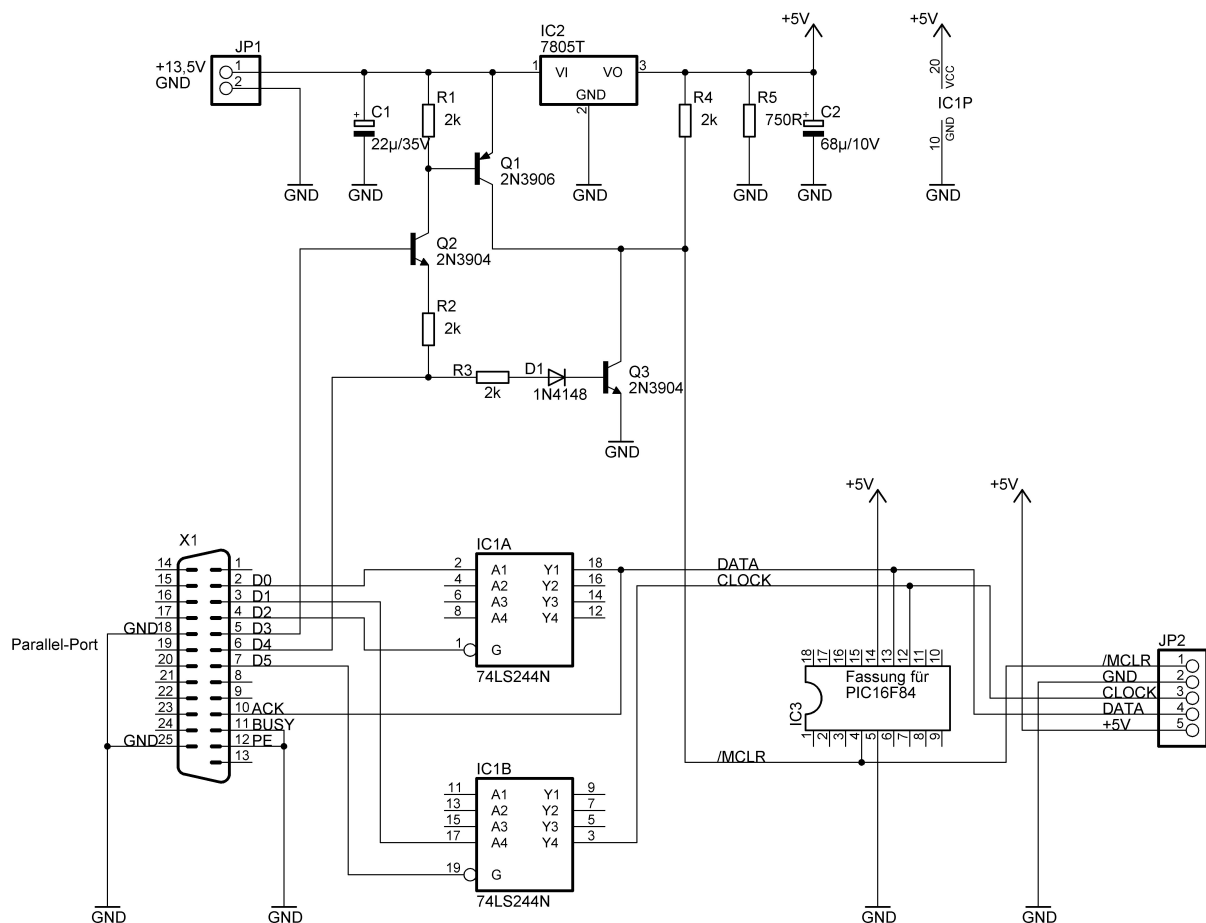 JP1
+13,5V
GND
1
2
GND
C1
+
22µ/35V
GND
R1
2k
Q1
2N3906
IC2
7805T
1
VI
VO
3
GND
2
GND
R4
2k
R5
750R
GND
+5V
C2
+
68µ/10V
GND
+5V
20
VCC
IC1P
GND
10
GND
Q2
2N3904
R2
2k
R3
2k
D1
1N4148
Q3
2N3904
GND
Parallel-Port
X1
14
15
16
17
GND 18
19
20
21
22
23
24
GND 25
1
2 D0
3 D1
4 D2
5 D3
6 D4
7 D5
8
9
10 ACK
11 BUSY
12 PE
13
GND
GND
IC1A
2 A1 Y1 18
4 A2 Y2 16
6 A3 Y3 14
8 A4 Y4 12
1 G
74LS244N
IC1B
11 A1 Y1 9
13 A2 Y2 7
15 A3 Y3 5
17 A4 Y4 3
19 G
74LS244N
DATA
CLOCK
/MCLR
+5V
18 17 16 15 14 13 12 11 10
Fassung für
PIC16F84
IC3
1 2 3 4 5 6 7 8 9
GND
+5V
JP2
/MCLR 1
GND 2
CLOCK 3
DATA 4
+5V 5
GND